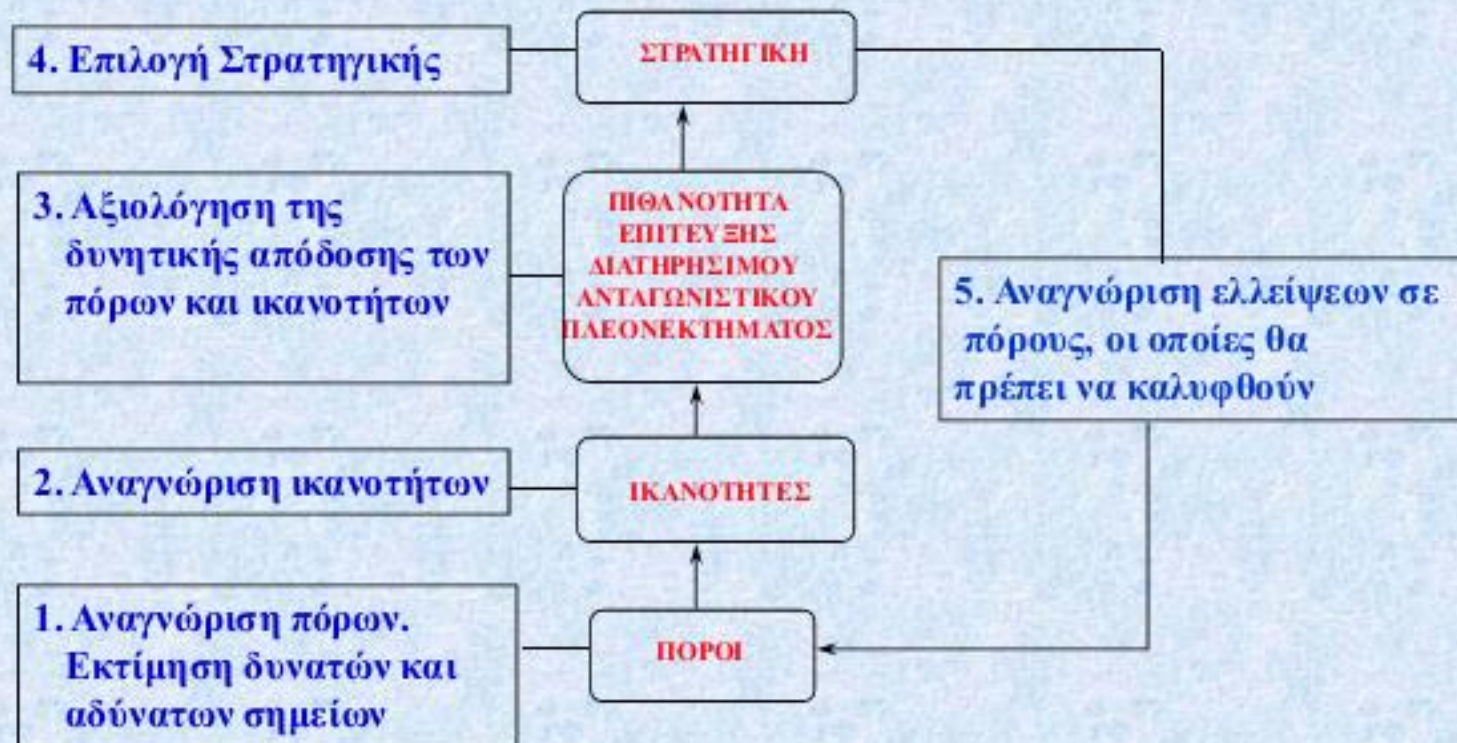 4. Επιλογή Στρατηγικής
ΣΤΡΑΤΗΓΙΚΗ
3. Αξιολόγηση της
δυνητικής απόδοσης των
πόρων και ικανοτήτων
ΠΙΘΑΝΟΤΗΤΑ
ΕΠΙΤΕΥΞΗΣ
ΔΙΑΤΗΡΗΣΙΜΟΥ
ΑΝΤΑΓΩΝΙΣΤΙΚΟΥ
ΠΛΕΟΝΕΚΤΗΜΑΤΟΣ
5. Αναγνώριση ελλείψεων σε
πόρους, οι οποίες θα
πρέπει να καλυφθούν
2. Αναγνώριση ικανοτήτων
ΙΚΑΝΟΤΗΤΕΣ
1. Αναγνώριση πόρων.
Εκτίμηση δυνατών και
αδύνατων σημείων
ΠΟΡΟΙ